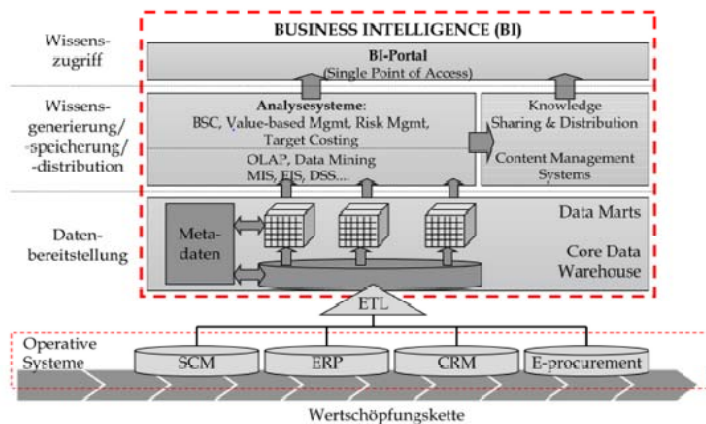 BUSINESS INTELLIGENCE (BI)
Wissens-
zugriff
BI-Portal
(Single Point of Access)
Wissens-
generierung/
-speicherung/
-distribution
Analysesysteme:
BSC, Value-based Mgmt, Risk Mgmt,
Target Costing
OLAP, Data Mining
MIS, EIS, DSS....
Knowledge
Sharing & Distribution
Content Management
Systems
Daten-
bereitstellung
Meta-
daten
Data Marts
Core Data
Warehouse
ETL
Operative
Systeme
SCM
ERP
CRM
E-procurement
Wertschöpfungskette